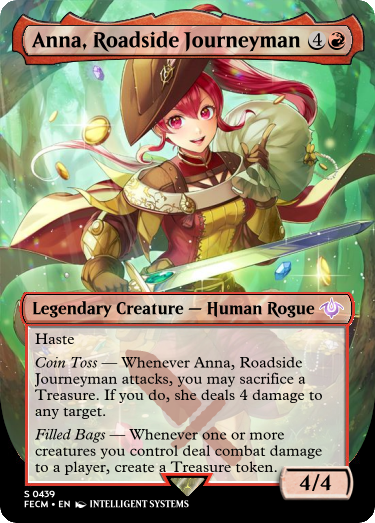 Anna, Roadside Journeyman 4
Legendary Creature — Human Rogue
Haste
Coin Toss — Whenever Anna, Roadside
Journeyman attacks, you may sacrifice a
Treasure. If you do, she deals 4 damage to
any target.
Filled Bags — Whenever one or more
creatures you control deal combat damage
to a player, create a Treasure token.
4/4
S 0439
FECM • EN INTELLIGENT SYSTEMS